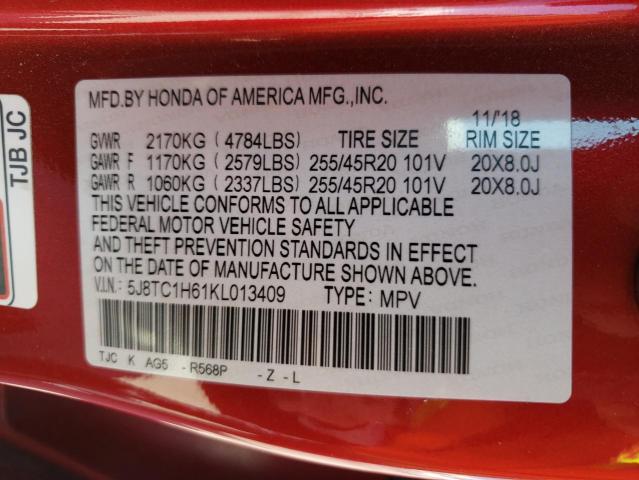 MFD.BY HONDA OF AMERICA MFG.,INC.
11/'18
GVWR 2170KG ( 4784LBS) TIRE SIZE RIM SIZE
GAWR F 1170KG ( 2579LBS) 255/45R20 101V 20X8.0J
GAWR R 1060KG ( 2337LBS) 255/45R20 101V 20X8.0J
THIS VEHICLE CONFORMS TO ALL APPLICABLE
FEDERAL MOTOR VEHICLE SAFETY
AND THEFT PREVENTION STANDARDS IN EFFECT
ON THE DATE OF MANUFACTURE SHOWN ABOVE.
V.I.N.: 5J8TC1H61KL013409 TYPE: MPV
TJC K AG5 - R568P - Z - L
TJB JC